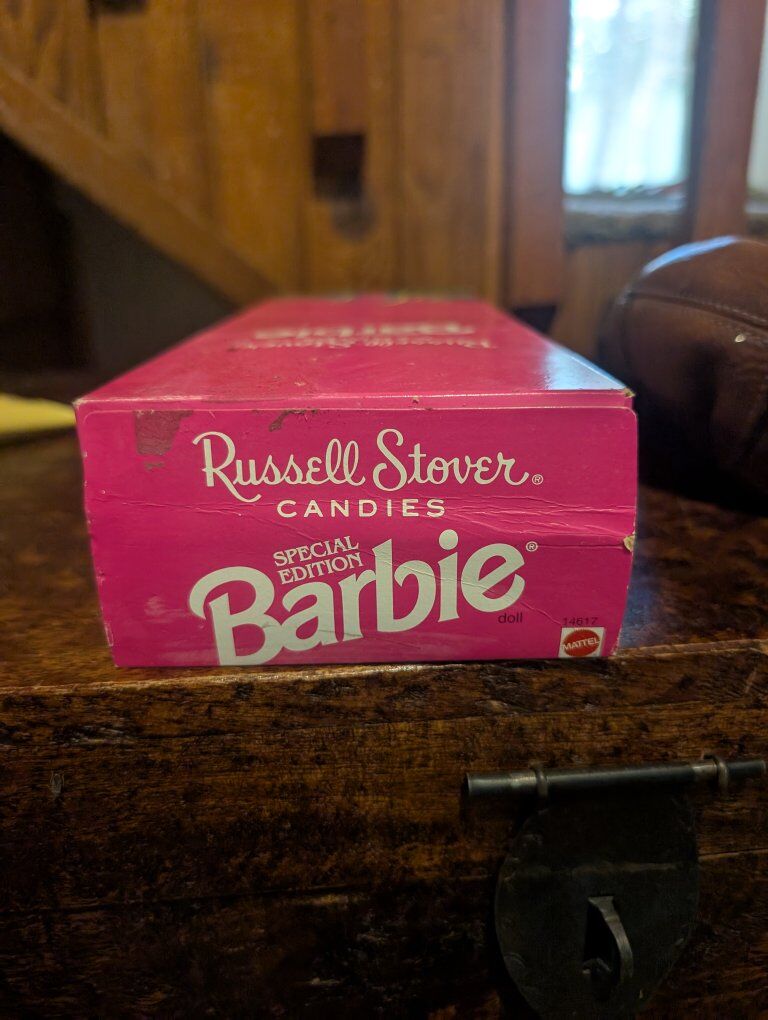 Russell Stover®
CANDIES
SPECIAL
EDITION
Barbie®
doll
14617
MATTEL